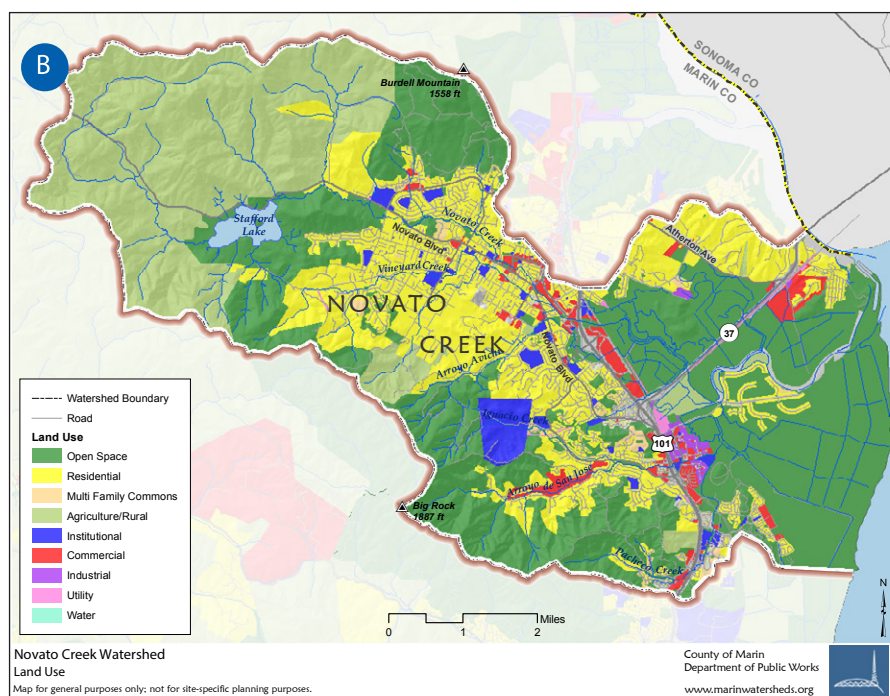 B
SONOMA CO
MARIN CO
Burdell Mountain
1558 ft
Stafford
Lake
Novato Creek
Novato Blvd
Vineyard Creek
Atherton Ave
NOVATO
CREEK
37
Arroyo Avichi
Novato Blvd
Ignacio Creek
101
Arroyo de San Jose
Big Rock
1887 ft
Pacheco Creek
Watershed Boundary
Road
Land Use
Open Space
Residential
Multi Family Commons
Agriculture/Rural
Institutional
Commercial
Industrial
Utility
Water
Miles
0 1 2
N
Novato Creek Watershed
Land Use
Map for general purposes only; not for site-specific planning purposes.
County of Marin
Department of Public Works
www.marinwatersheds.org